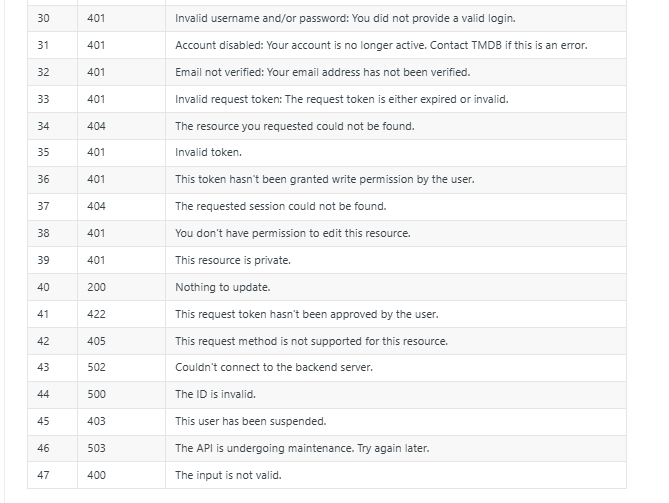 30 401 Invalid username and/or password: You did not provide a valid login.
31 401 Account disabled: Your account is no longer active. Contact TMDB if this is an error.
32 401 Email not verified: Your email address has not been verified.
33 401 Invalid request token: The request token is either expired or invalid.
34 404 The resource you requested could not be found.
35 401 Invalid token.
36 401 This token hasn't been granted write permission by the user.
37 404 The requested session could not be found.
38 401 You don't have permission to edit this resource.
39 401 This resource is private.
40 200 Nothing to update.
41 422 This request token hasn't been approved by the user.
42 405 This request method is not supported for this resource.
43 502 Couldn't connect to the backend server.
44 500 The ID is invalid.
45 403 This user has been suspended.
46 503 The API is undergoing maintenance. Try again later.
47 400 The input is not valid.